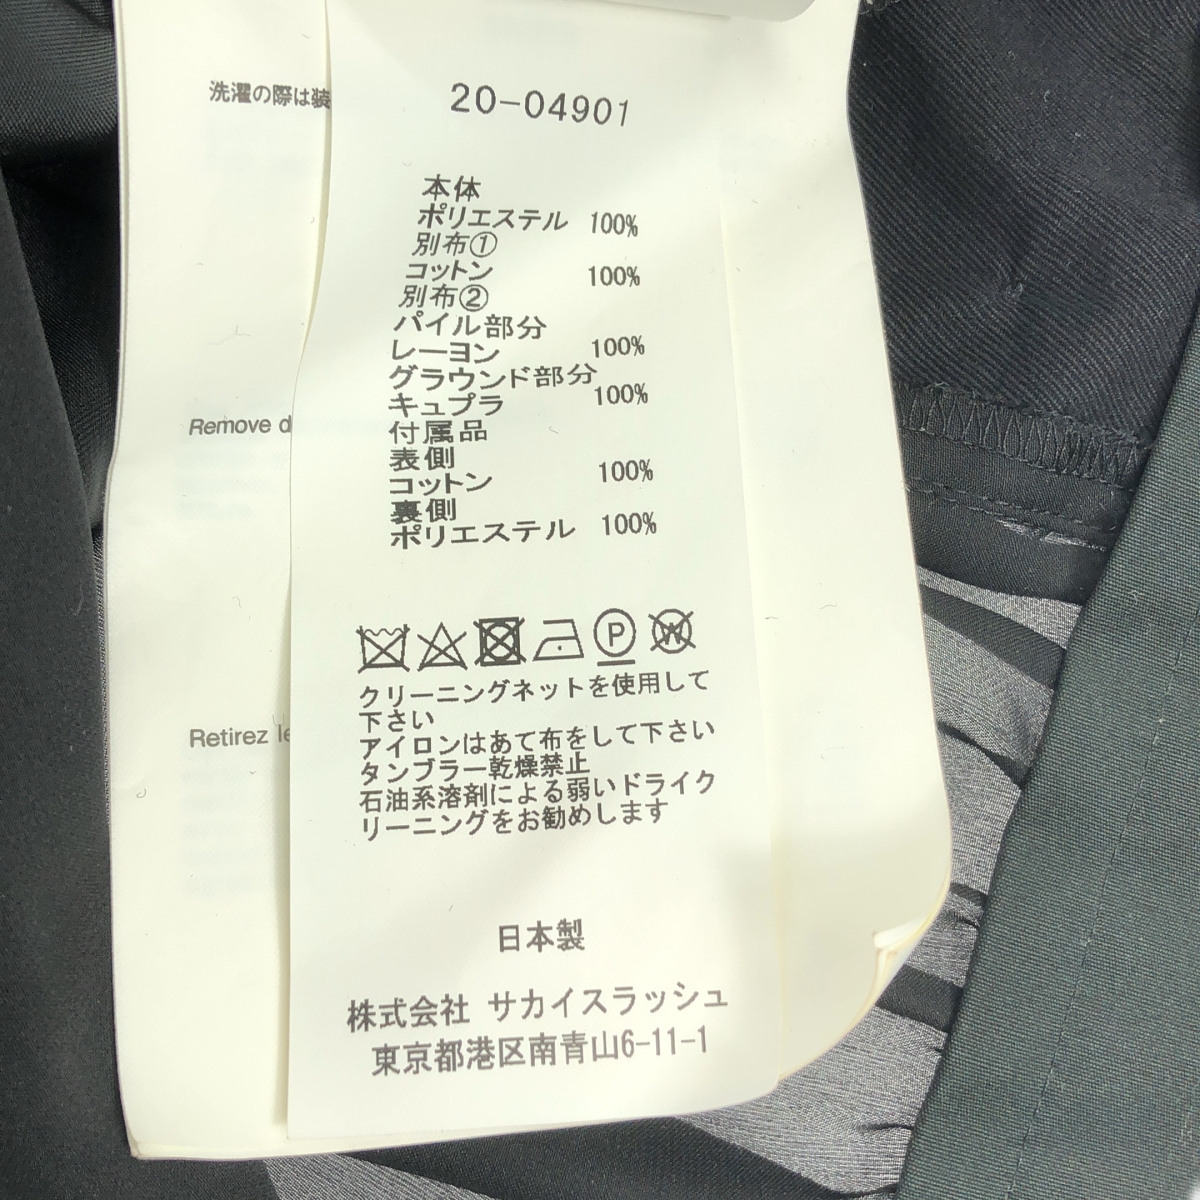 洗濯の際は装
20-04901
本体
ポリエステル 100%
別布①
コットン 100%
別布②
パイル部分
レーヨン 100%
グラウンド部分
キュプラ 100%
付属品
表側
コットン 100%
裏側
ポリエステル 100%
Remove d
Retirez le
P
W
クリーニングネットを使用して
下さい
アイロンはあて布をして下さい
タンブラー乾燥禁止
石油系溶剤による弱いドライク
リーニングをお勧めします
日本製
株式会社 サカイスラッシュ
東京都港区南青山6-11-1